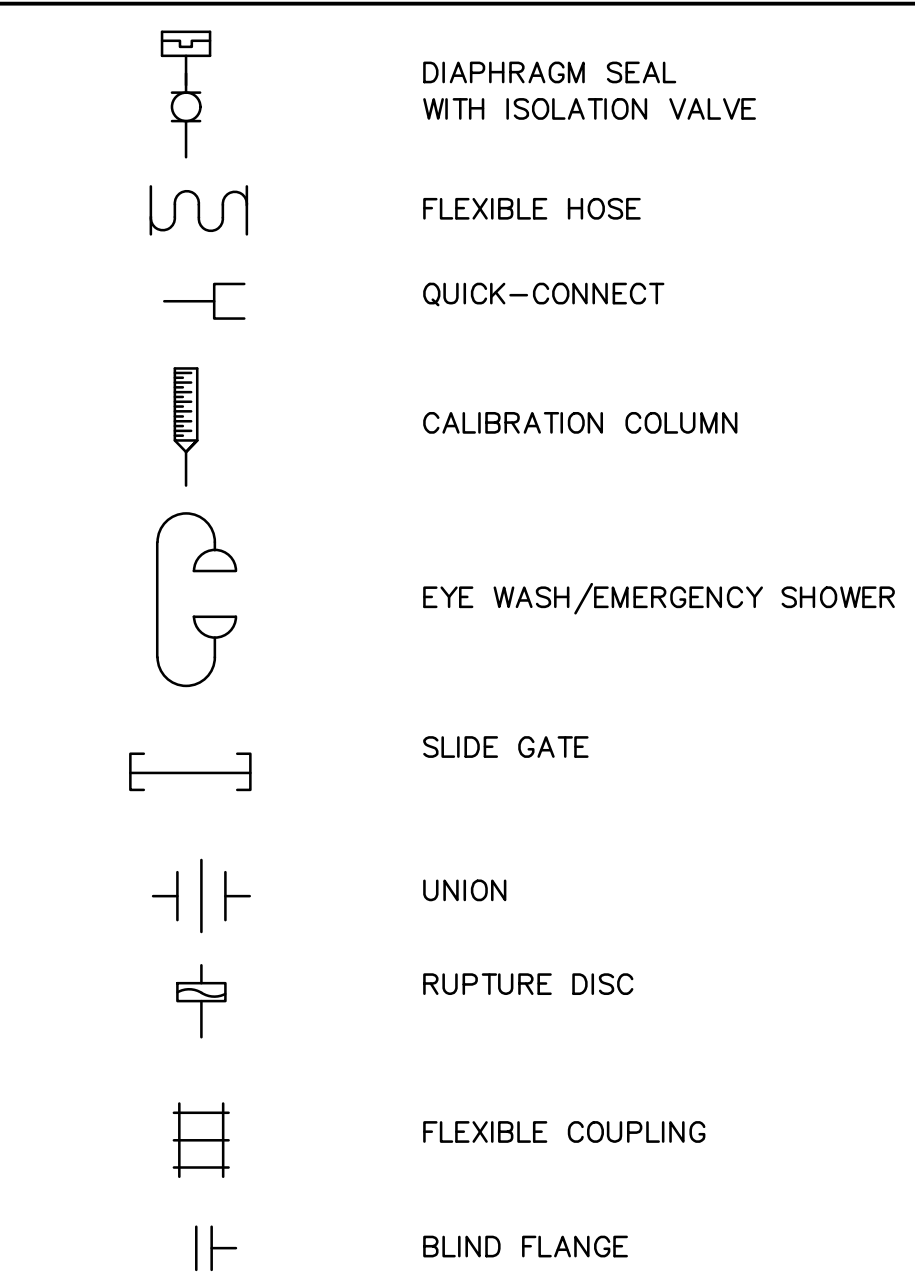 DIAPHRAGM SEAL
WITH ISOLATION VALVE
FLEXIBLE HOSE
QUICK-CONNECT
CALIBRATION COLUMN
EYE WASH/EMERGENCY SHOWER
SLIDE GATE
UNION
RUPTURE DISC
FLEXIBLE COUPLING
BLIND FLANGE